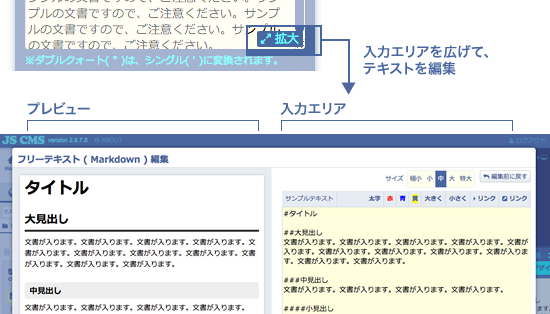 サンプルの文書ですので、ご注意ください。サンプ
ルの文書ですので、ご注意ください。サンプル
の文書ですので、ご注意ください。
拡大
※ダブルクォート( " )は、シングル( ' )に変換されます。
入力エリアを広げて、
テキストを編集
プレビュー
入力エリア
JS CMS version 2.9.7.5 ABOUT
ログアウト
フリーテキスト ( Markdown ) 編集
サイズ 極小 小 中 大 特大
編集前に戻す
サンプルテキスト 太字 赤 青 黄 大きく 小さく リンク リンク
タイトル
大見出し
文書が入ります。文書が入ります。文書が入ります。文書が入ります。文
書が入ります。文書が入ります。文書が入ります。文書が入ります。文書
が入ります。文書が入ります。文書が入ります。
中見出し
文書が入ります。文書が入ります。文書が入ります。文書が入ります。
#タイトル
##大見出し
文書が入ります。文書が入ります。文書が入ります。文書が入ります。文書が
入ります。文書が入ります。文書が入ります。文書が入ります。文書が入りま
す。文書が入ります。文書が入ります。
###中見出し
文書が入ります。文書が入ります。文書が入ります。文書が入ります。
####小見出し